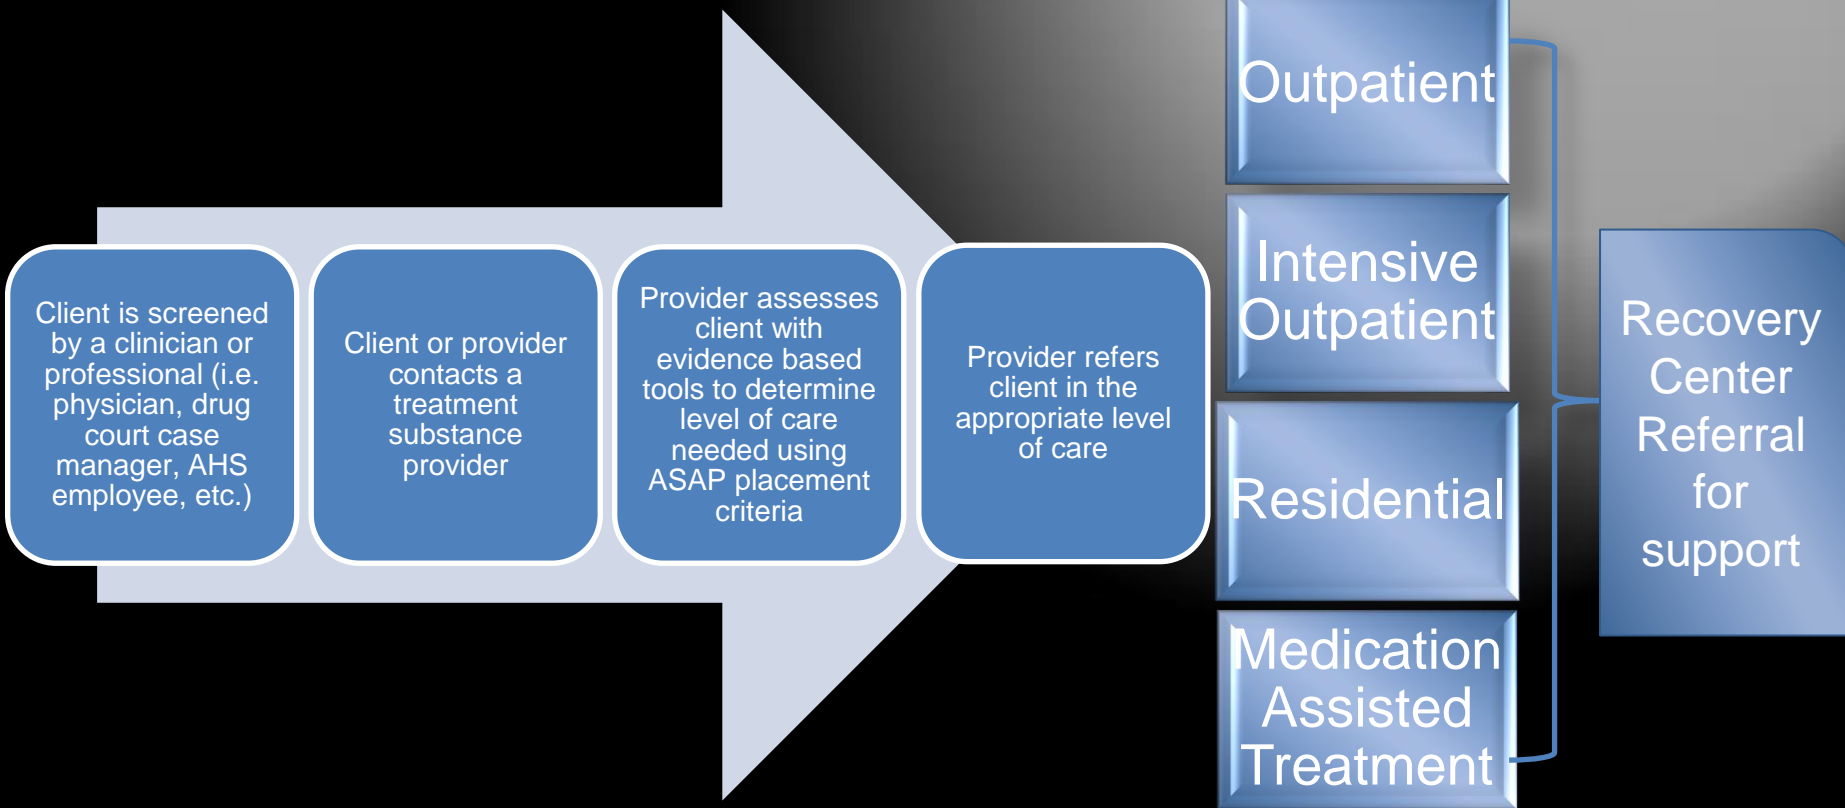 Client is screened
by a clinician or
professional (i.e.
physician, drug
court case
manager, AHS
employee, etc.)
Client or provider
contacts a
treatment
substance
provider
Provider assesses
client with
evidence based
tools to determine
level of care
needed using
ASAP placement
criteria
Provider refers
client in the
appropriate level
of care
Outpatient
Intensive
Outpatient
Residential
Medication
Assisted
Treatment
Recovery
Center
Referral
for
support